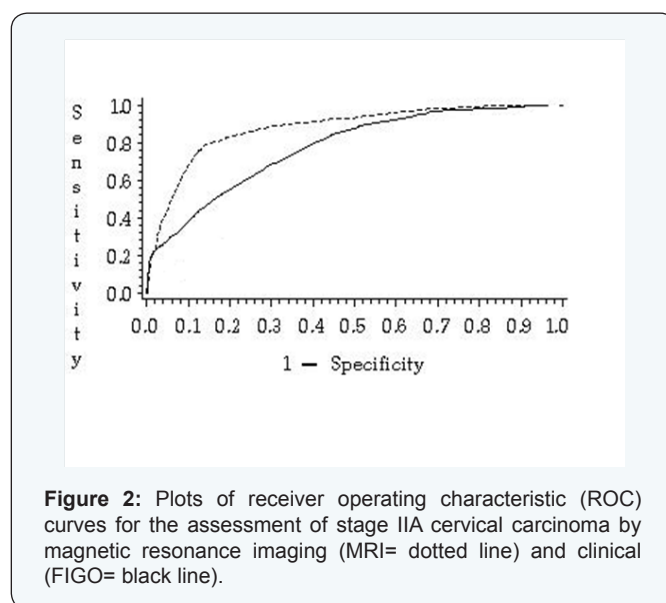 Sensitivity
1.0
0.8
0.6
0.4
0.2
0.0
0.0 0.1 0.2 0.3 0.4 0.5 0.6 0.7 0.8 0.9 1.0
1 — Specificity
Figure 2: Plots of receiver operating characteristic (ROC)
curves for the assessment of stage IIA cervical carcinoma by
magnetic resonance imaging (MRI= dotted line) and clinical
(FIGO= black line).